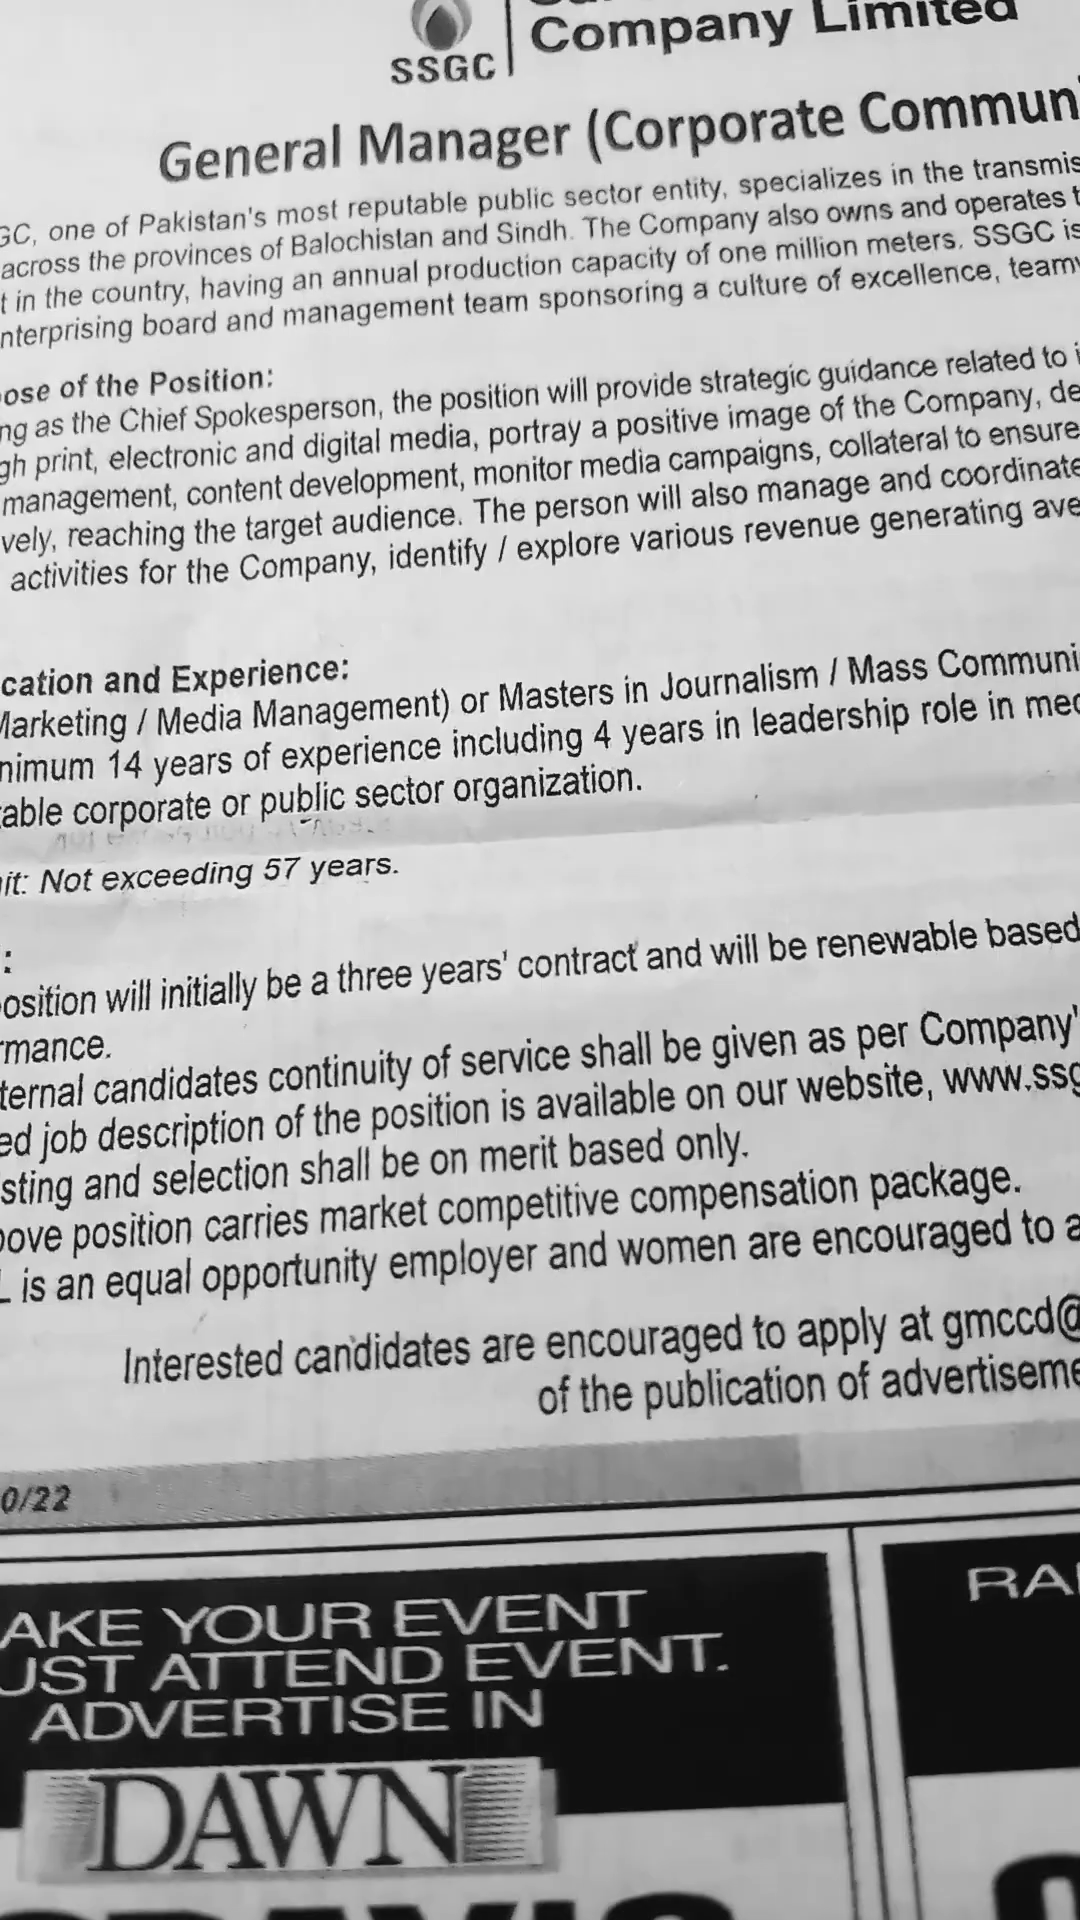 SSGC
Company Limited
General Manager (Corporate Commun
GC, one of Pakistan's most reputable public sector entity, specializes in the transmis
across the provinces of Balochistan and Sindh. The Company also owns and operates t
t in the country, having an annual production capacity of one million meters. SSGC is
nterprising board and management team sponsoring a culture of excellence, team
ose of the Position:
ng as the Chief Spokesperson, the position will provide strategic guidance related to i
gh print, electronic and digital media, portray a positive image of the Company, de
management, content development, monitor media campaigns, collateral to ensure
vely, reaching the target audience. The person will also manage and coordinate
activities for the Company, identify / explore various revenue generating ave
cation and Experience:
Marketing / Media Management) or Masters in Journalism / Mass Communi
nimum 14 years of experience including 4 years in leadership role in med
table corporate or public sector organization.
it: Not exceeding 57 years.
:
osition will initially be a three years' contract and will be renewable based
rmance.
ternal candidates continuity of service shall be given as per Company'
ed job description of the position is available on our website, www.ssg
sting and selection shall be on merit based only.
bove position carries market competitive compensation package.
L is an equal opportunity employer and women are encouraged to a
Interested candidates are encouraged to apply at gmccd@
of the publication of advertiseme
0/22
AKE YOUR EVENT
UST ATTEND EVENT.
ADVERTISE IN
DAWN
RA